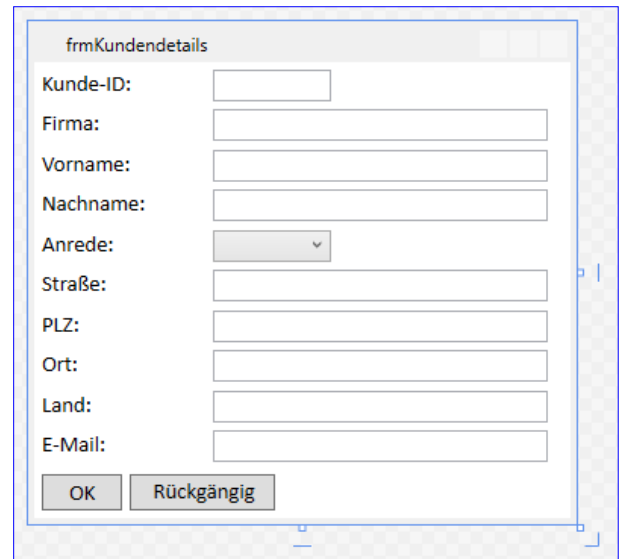 frmKundendetails
Kunde-ID:
Firma:
Vorname:
Nachname:
Anrede:
Straße:
PLZ:
Ort:
Land:
E-Mail:
OK Rückgängig